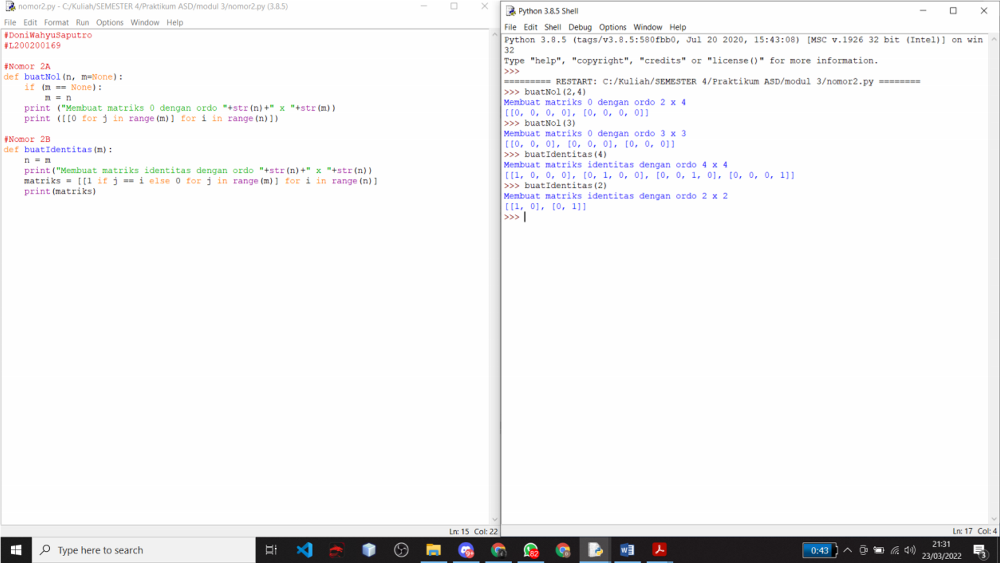 nomor2.py - C:/Kuliah/SEMESTER 4/Praktikum ASD/modul 3/nomor2.py (3.8.5)
File Edit Format Run Options Window Help
#DoniWahyuSaputro
#L200200169
#Nomor 2A
def buatNol(n, m=None):
    if (m == None):
        m = n
    print ("Membuat matriks 0 dengan ordo "+str(n)+" x "+str(m))
    print ([[0 for j in range(m)] for i in range(n)])
#Nomor 2B
def buatIdentitas(m):
    n = m
    print("Membuat matriks identitas dengan ordo "+str(n)+" x "+str(n))
    matriks = [[1 if j == i else 0 for j in range(m)] for i in range(n)]
    print(matriks)
Ln: 15 Col: 22
Python 3.8.5 Shell
File Edit Shell Debug Options Window Help
Python 3.8.5 (tags/v3.8.5:580fbb0, Jul 20 2020, 15:43:08) [MSC v.1926 32 bit (Intel)] on win
32
Type "help", "copyright", "credits" or "license()" for more information.
>>>
========= RESTART: C:/Kuliah/SEMESTER 4/Praktikum ASD/modul 3/nomor2.py ========
>>> buatNol(2,4)
Membuat matriks 0 dengan ordo 2 x 4
[[0, 0, 0, 0], [0, 0, 0, 0]]
>>> buatNol(3)
Membuat matriks 0 dengan ordo 3 x 3
[[0, 0, 0], [0, 0, 0], [0, 0, 0]]
>>> buatIdentitas(4)
Membuat matriks identitas dengan ordo 4 x 4
[[1, 0, 0, 0], [0, 1, 0, 0], [0, 0, 1, 0], [0, 0, 0, 1]]
>>> buatIdentitas(2)
Membuat matriks identitas dengan ordo 2 x 2
[[1, 0], [0, 1]]
>>>
Ln: 17 Col: 4
Type here to search
9+
82
0:43
21:31
23/03/2022
3